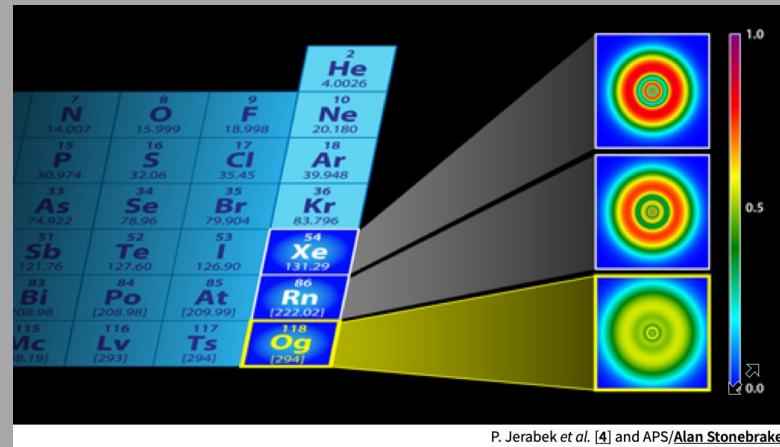 2
He
4.0026
7 8 9 10
N O F Ne
14.007 15.999 18.998 20.180
15 16 17 18
P S Cl Ar
30.974 32.06 35.45 39.948
33 34 35 36
As Se Br Kr
74.922 78.96 79.904 83.796
51 52 53 54
Sb Te I Xe
121.76 127.60 126.90 131.29
83 84 85 86
Bi Po At Rn
208.98 [208.98] [209.99] [222.02]
115 116 117 118
Mc Lv Ts Og
8.19] [293] [294] [294]
1.0
0.5
0.0
P. Jerabek et al. [4] and APS/Alan Stonebrake